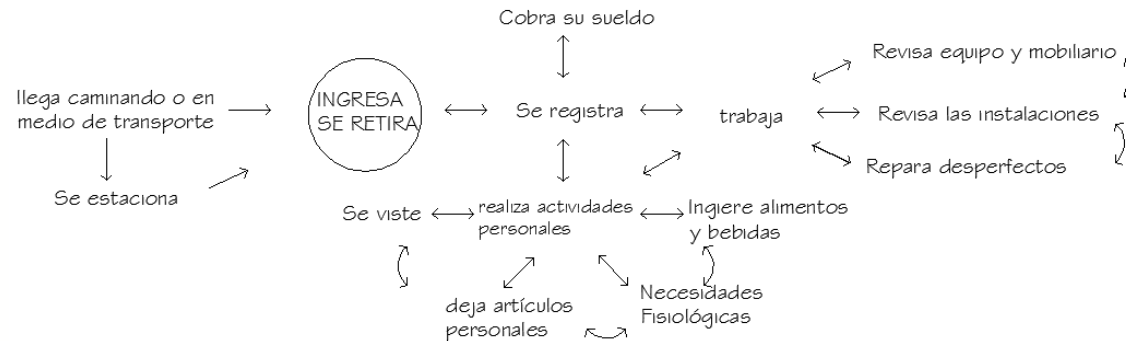 Cobra su sueldo
Revisa equipo y mobiliario
llega caminando o en
medio de transporte
INGRESA
SE RETIRA
Se registra
trabaja
Revisa las instalaciones
Repara desperfectos
Se estaciona
Se viste
realiza actividades
personales
Ingiere alimentos
y bebidas
deja artículos
personales
Necesidades
Fisiológicas